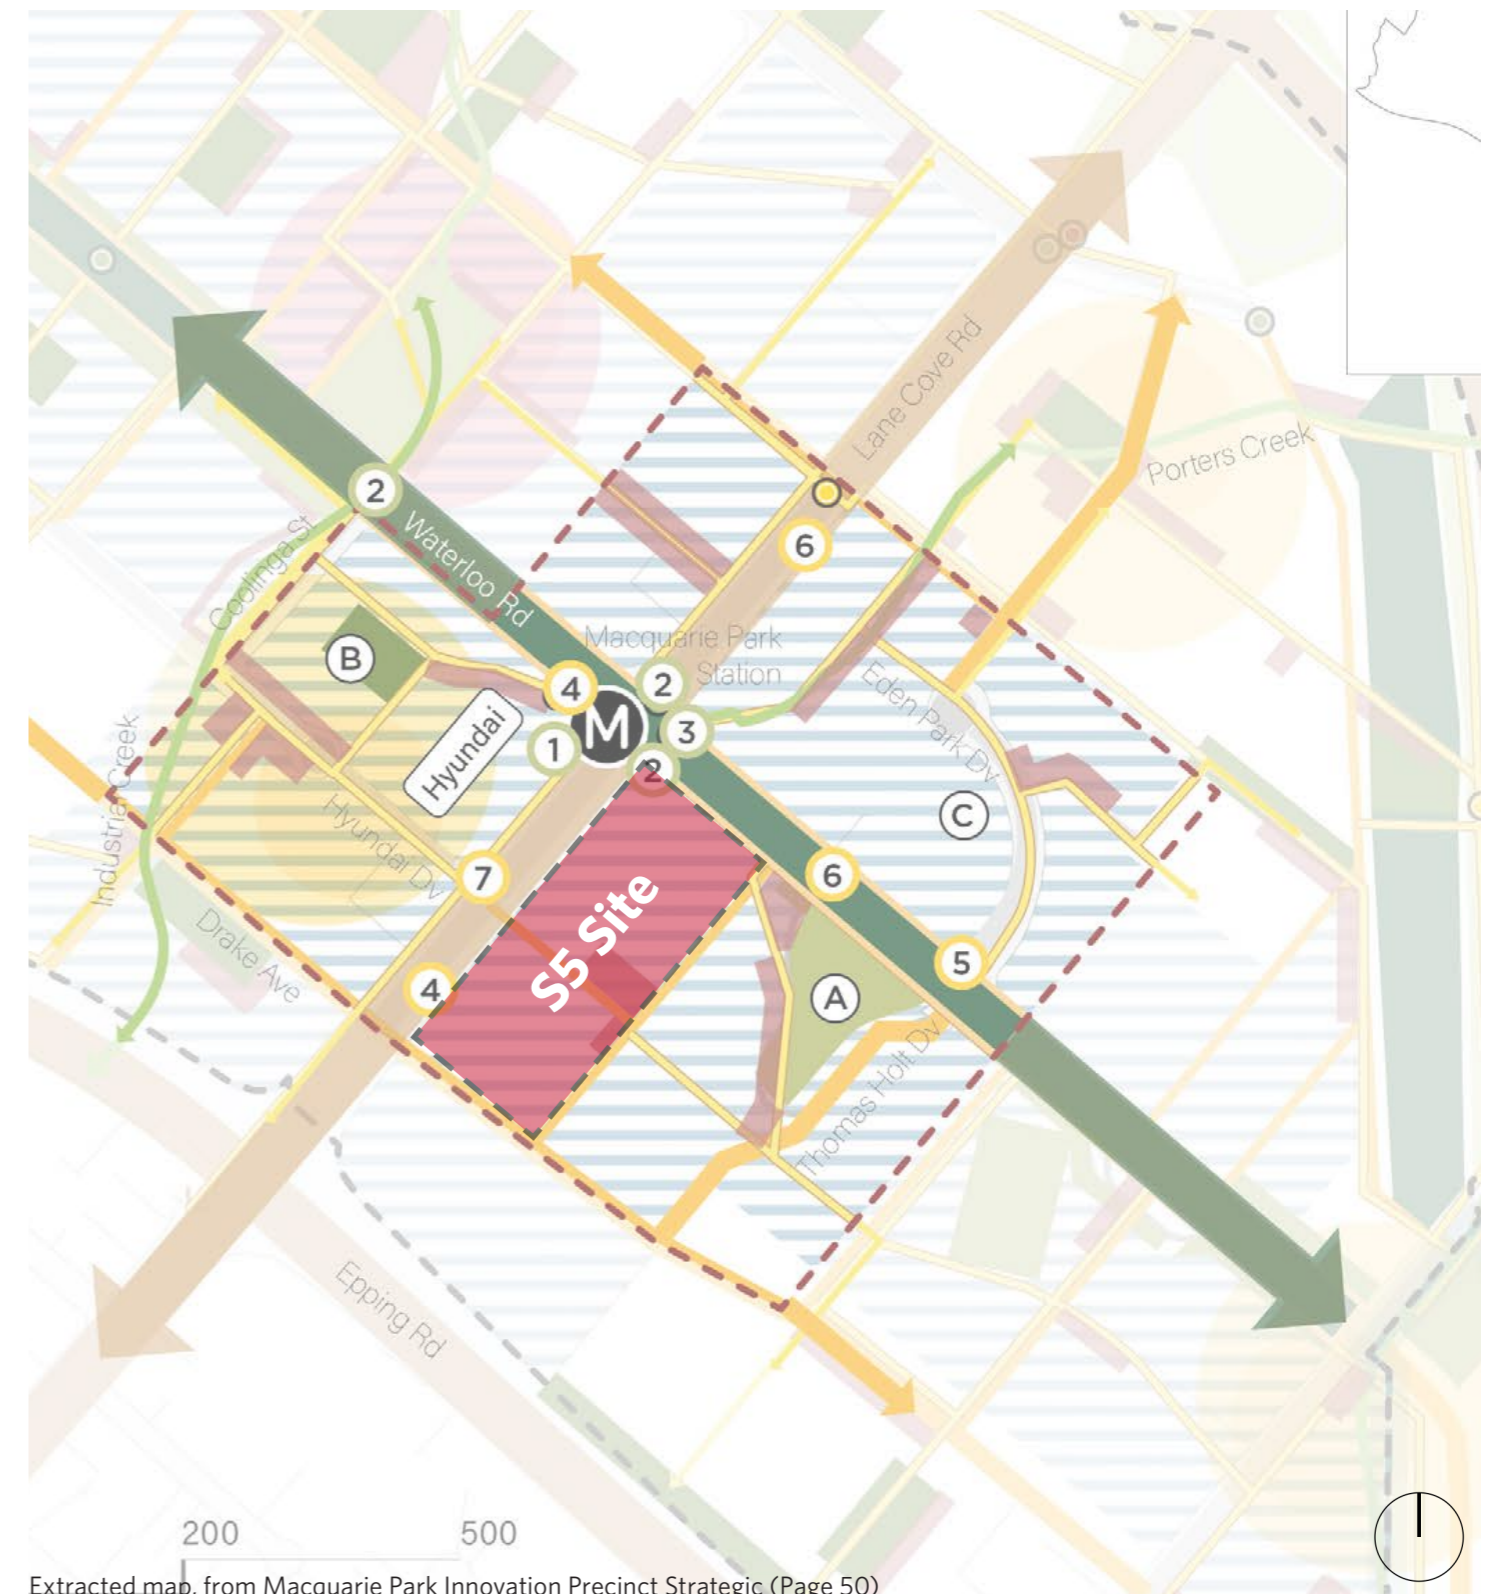 Lane Cove Rd
Porters Creek
2
Waterloo Rd
6
Coolinga St
Macquarie Park
Station
B
4
2
Eden Park Dv
M
3
1
2
Hyundai
Industrial Creek
Hyundai Dv
C
7
6
S5 Site
Drake Ave
4
A
5
Thomas Holt Dv
Epping Rd
200 500
Extracted map, from Macquarie Park Innovation Precinct Strategic (Page 50)